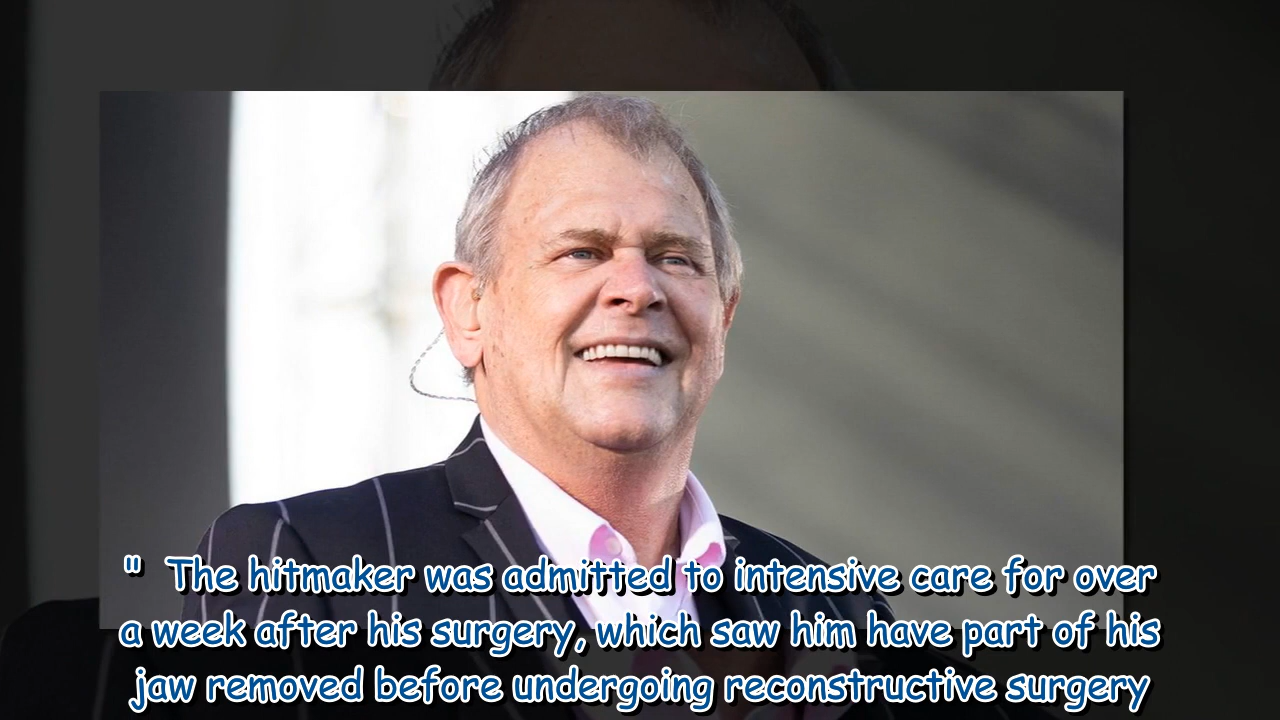 "  The hitmaker was admitted to intensive care for over
a week after his surgery, which saw him have part of his
jaw removed before undergoing reconstructive surgery